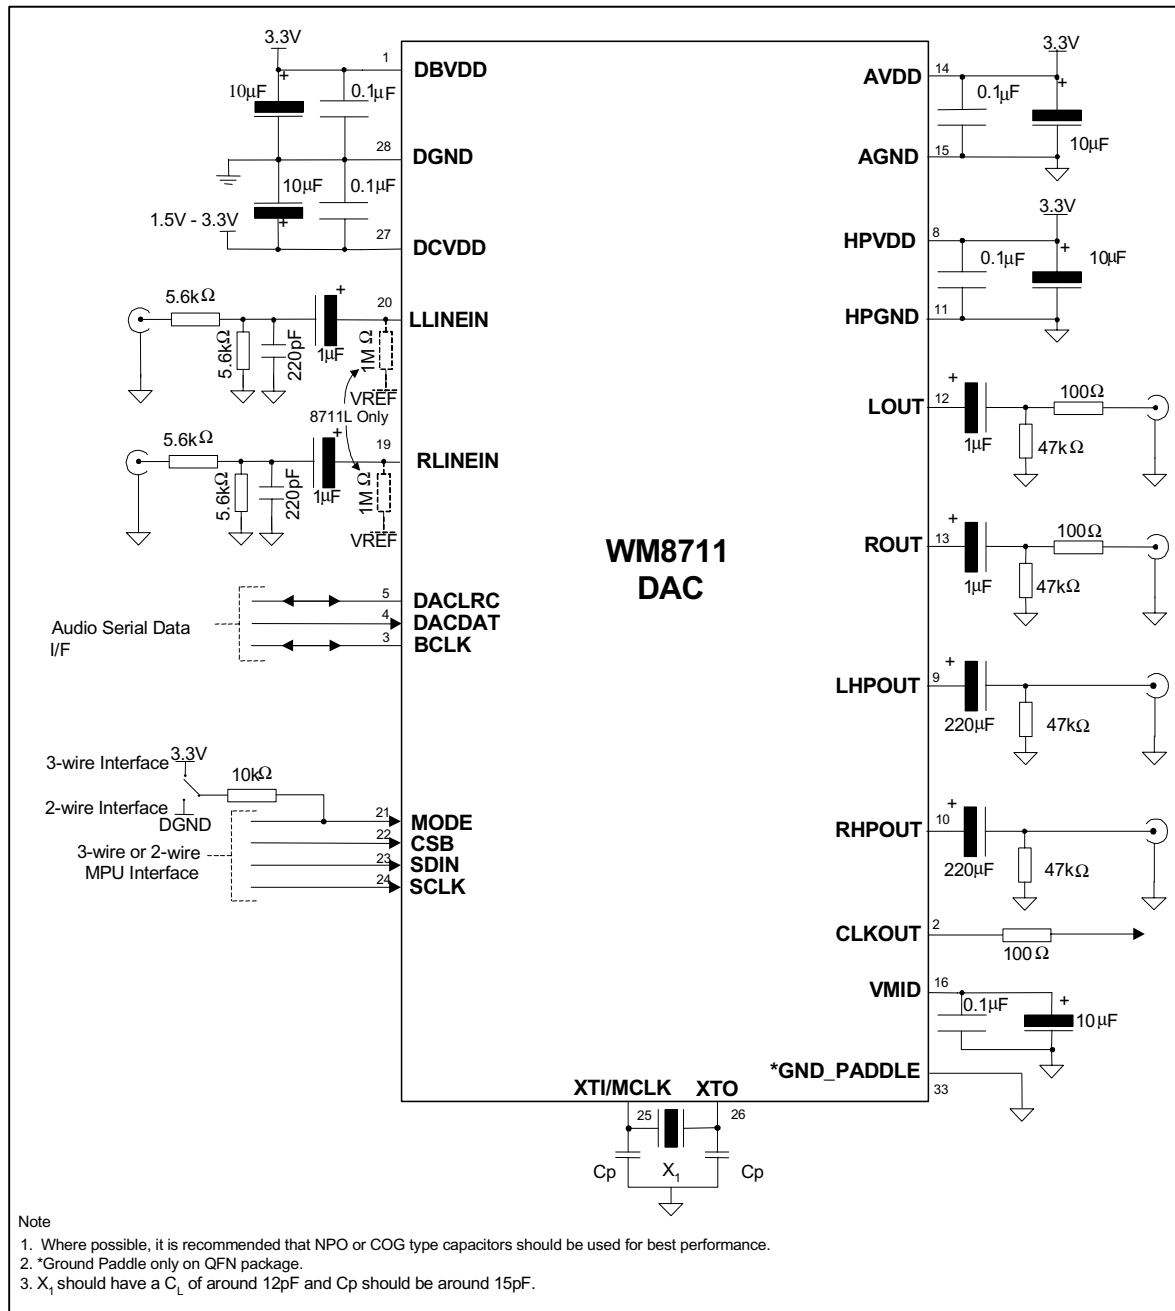 3.3V
1
DBVDD
10µF
+
0.1µF
28
DGND
10µF
0.1µF
1.5V - 3.3V
+
27
DCVDD
5.6kΩ
+
20
LLINEIN
5.6kΩ
220pF
1µF
1M Ω
VREF
8711L Only
5.6kΩ
+
19
RLINEIN
5.6kΩ
220pF
1µF
1M Ω
VREF
Audio Serial Data
I/F
5
DACLRC
4
DACDAT
3
BCLK
3-wire Interface
3.3V
10kΩ
2-wire Interface
DGND
3-wire or 2-wire
MPU Interface
21
MODE
22
CSB
23
SDIN
24
SCLK
WM8711
DAC
3.3V
AVDD
14
0.1µF
+
10µF
AGND
15
3.3V
HPVDD
8
0.1µF
+
10µF
HPGND
11
LOUT
12
+
1µF
100Ω
47kΩ
ROUT
13
+
1µF
100Ω
47kΩ
LHPOUT
9
+
220µF
47kΩ
RHPOUT
10
+
220µF
47kΩ
CLKOUT
2
100Ω
VMID
16
0.1µF
+
10µF
*GND_PADDLE
33
XTI/MCLK
XTO
25
26
Cp
X1
Cp
Note
1. Where possible, it is recommended that NPO or COG type capacitors should be used for best performance.
2. *Ground Paddle only on QFN package.
3. X1 should have a CL of around 12pF and Cp should be around 15pF.